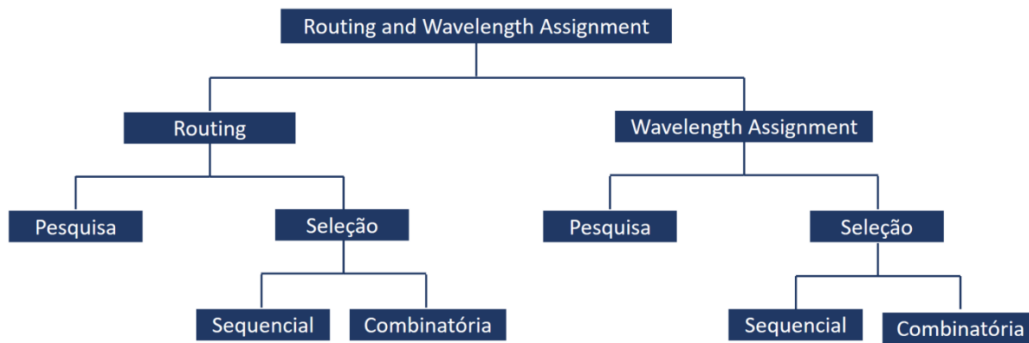 Routing and Wavelength Assignment
Routing
Wavelength Assignment
Pesquisa
Seleção
Pesquisa
Seleção
Sequencial
Combinatória
Sequencial
Combinatória